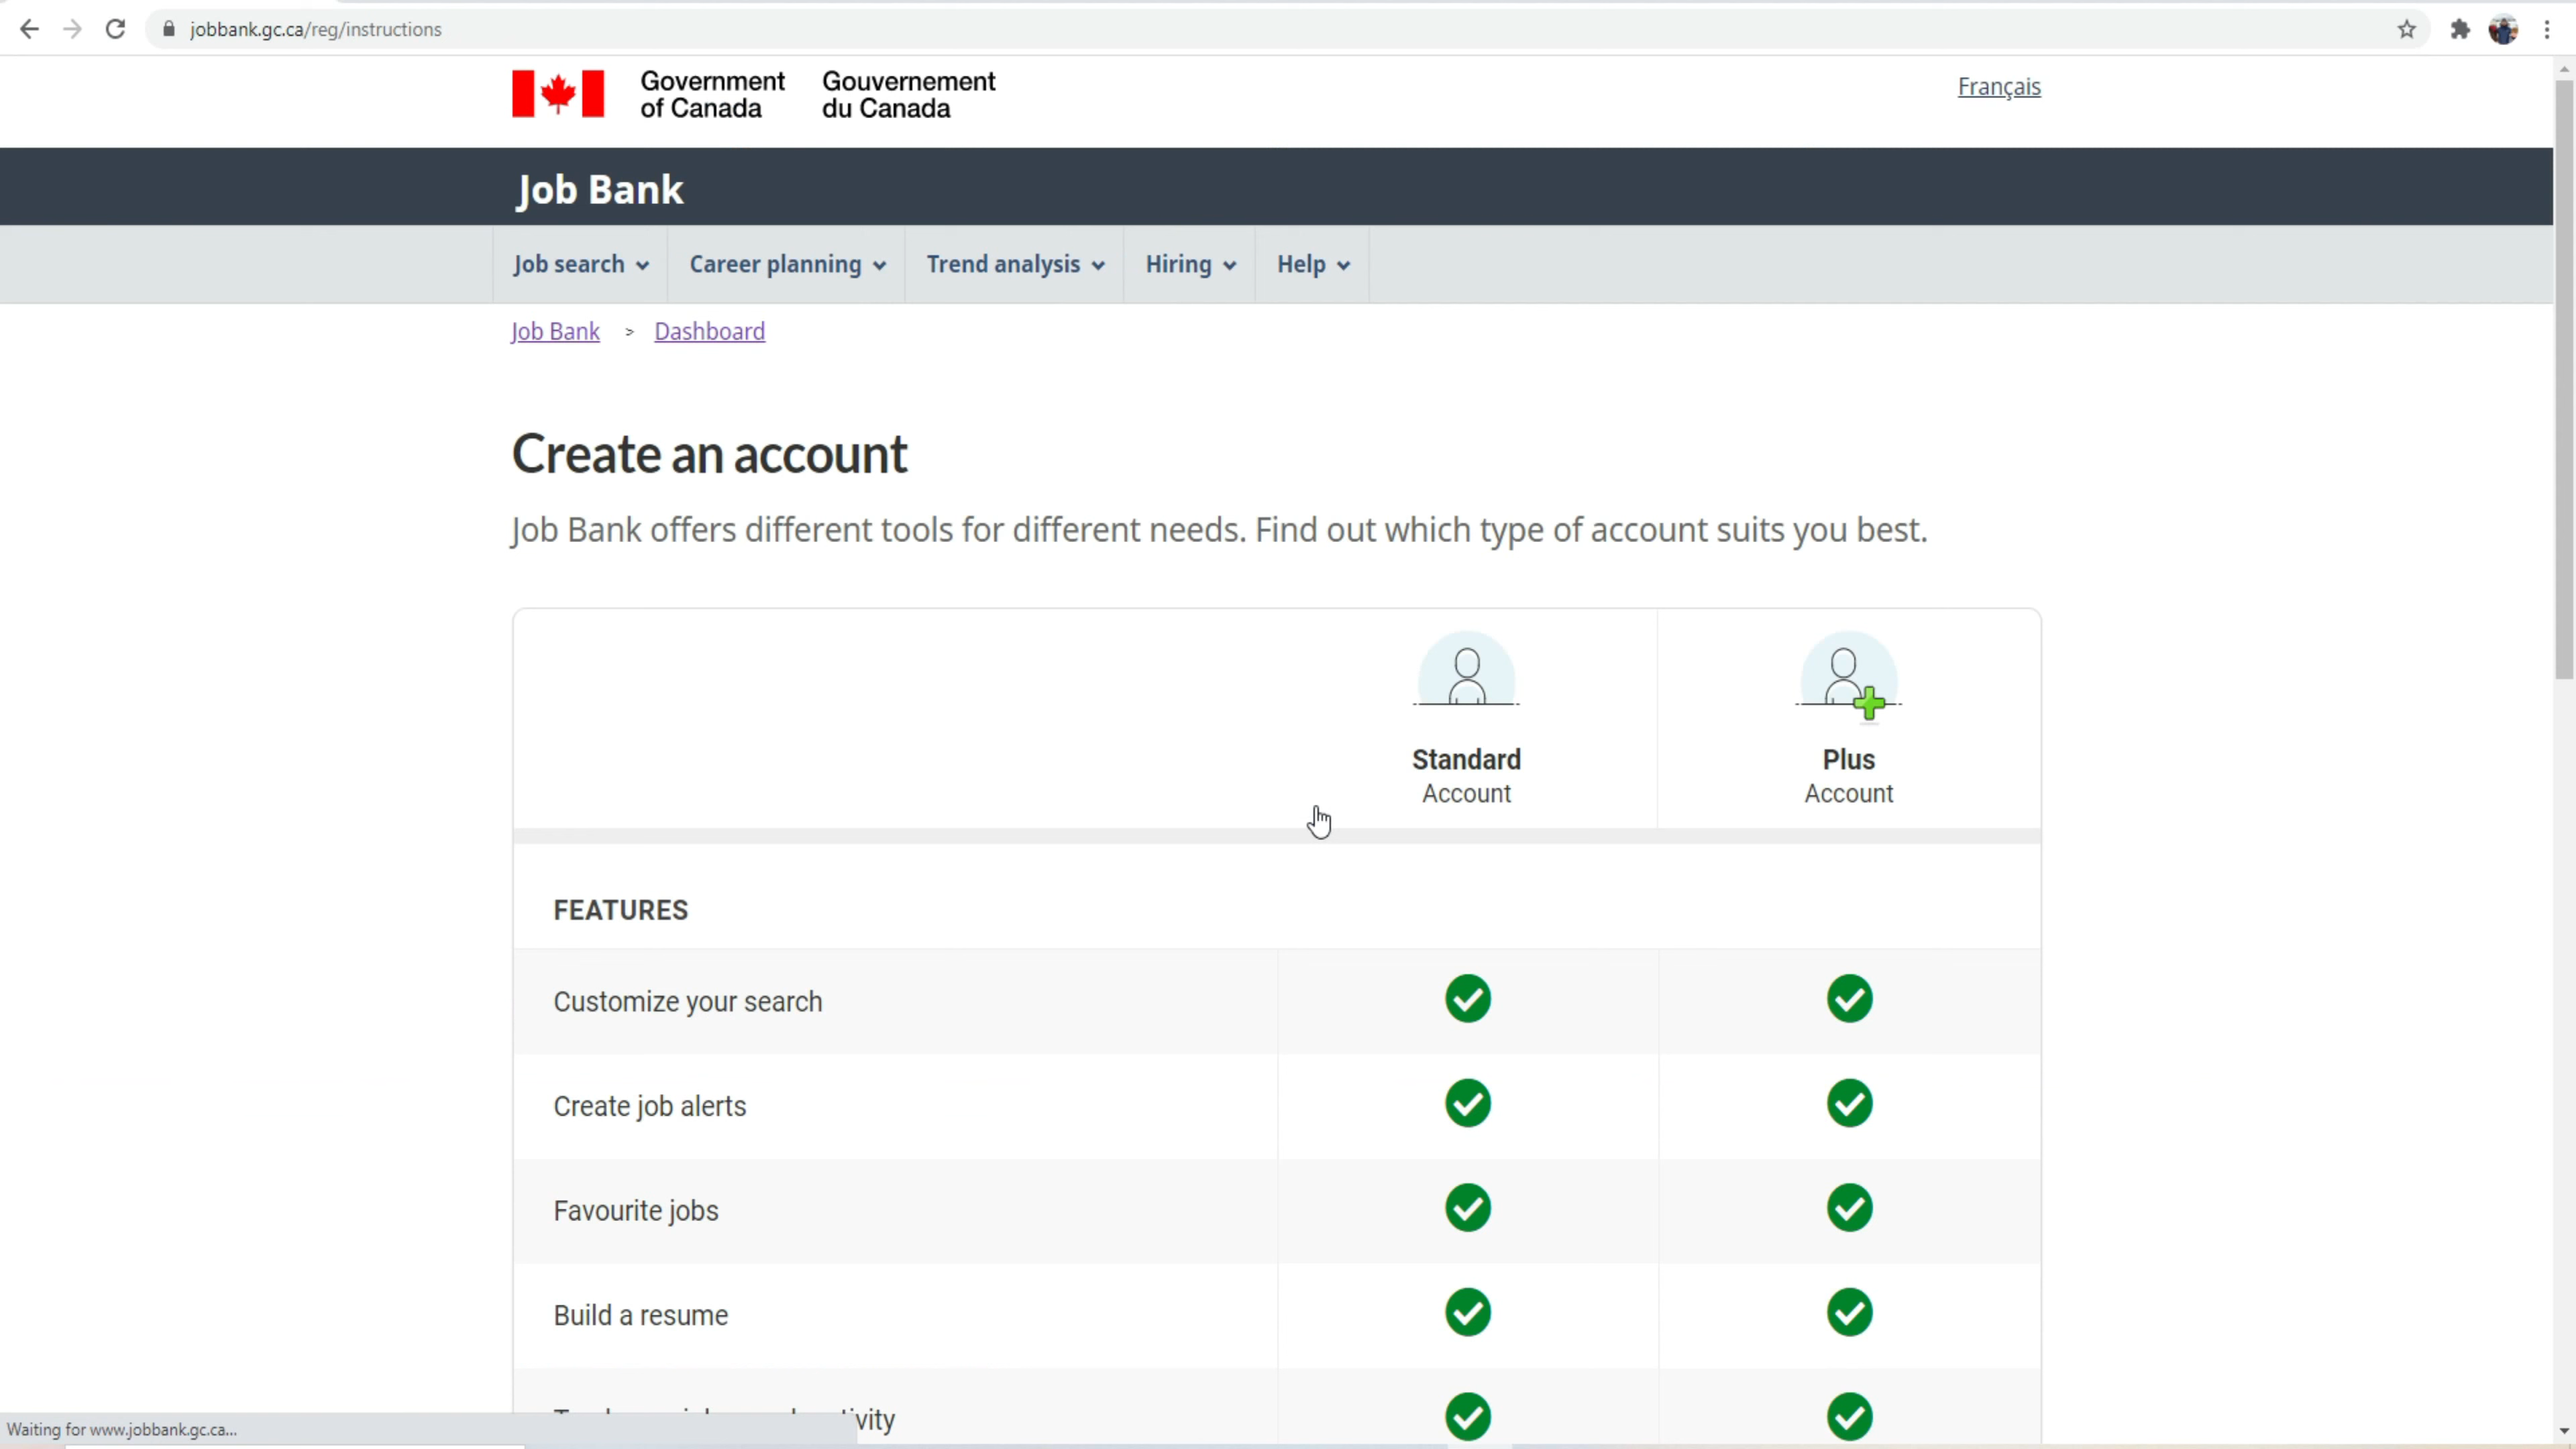 jobbank.gc.ca/reg/instructions
Government of Canada
Gouvernement du Canada
Français
Job Bank
Job search
Career planning
Trend analysis
Hiring
Help
Job Bank > Dashboard
Create an account
Job Bank offers different tools for different needs. Find out which type of account suits you best.
Standard
Account
Plus
Account
FEATURES
Customize your search
Create job alerts
Favourite jobs
Build a resume
Waiting for www.jobbank.gc.ca...